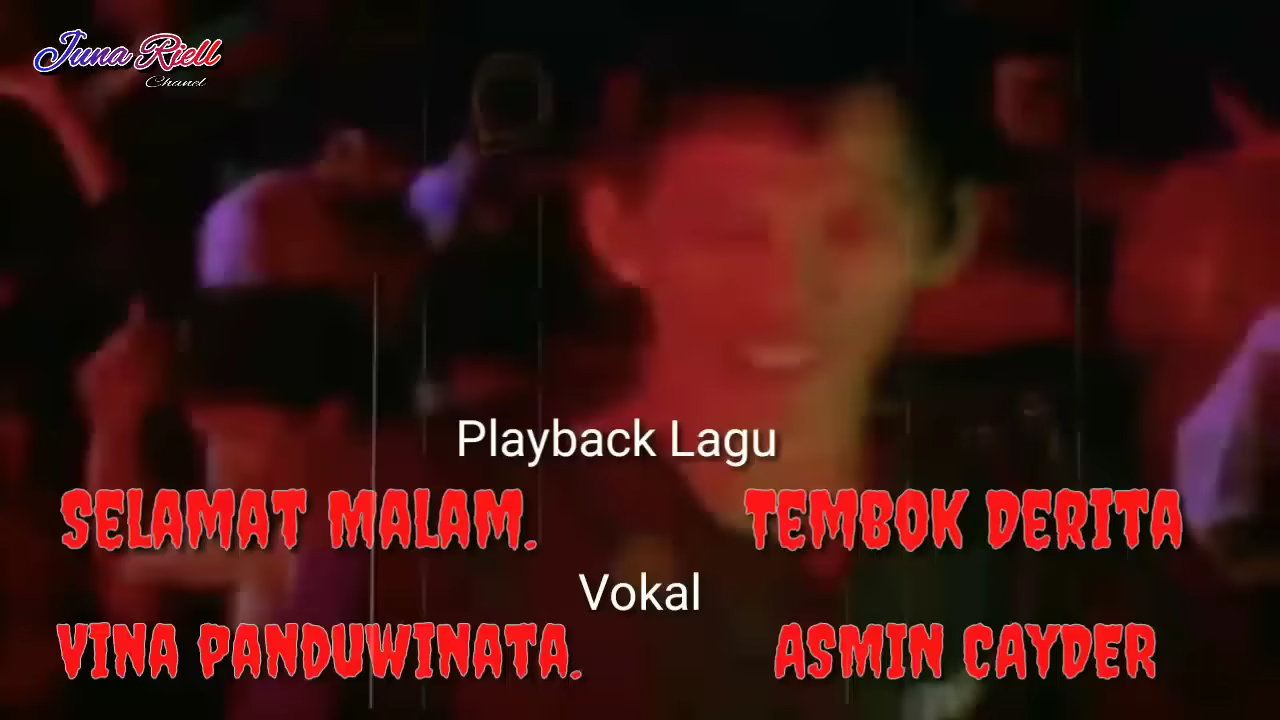 Juna Riell
Chanel
Playback Lagu
SELAMAT MALAM. TEMBOK DERITA
Vokal
VINA PANDUWINATA. ASMIN CAYDER